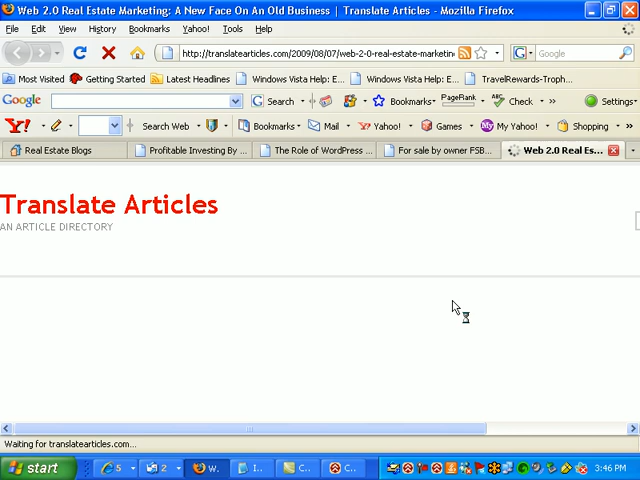 Web 2.0 Real Estate Marketing: A New Face On An Old Business | Translate Articles - Mozilla Firefox
File Edit View History Bookmarks Yahoo! Tools Help
http://translatearticles.com/2009/08/07/web-2-0-real-estate-marketin Google
Most Visited Getting Started Latest Headlines Windows Vista Help: E... Windows Vista Help: E... TravelRewards-Troph...
Google Search Bookmarks PageRank Check » Settings
Y! Search Web Bookmarks Mail Yahoo! Games My Yahoo! Shopping »
Real Estate Blogs Profitable Investing By ... The Role of WordPress ... For sale by owner FSB... Web 2.0 Real Es...
Translate Articles
AN ARTICLE DIRECTORY
Waiting for translatearticles.com...
start 5 2 W. I... C... C... 3:46 PM